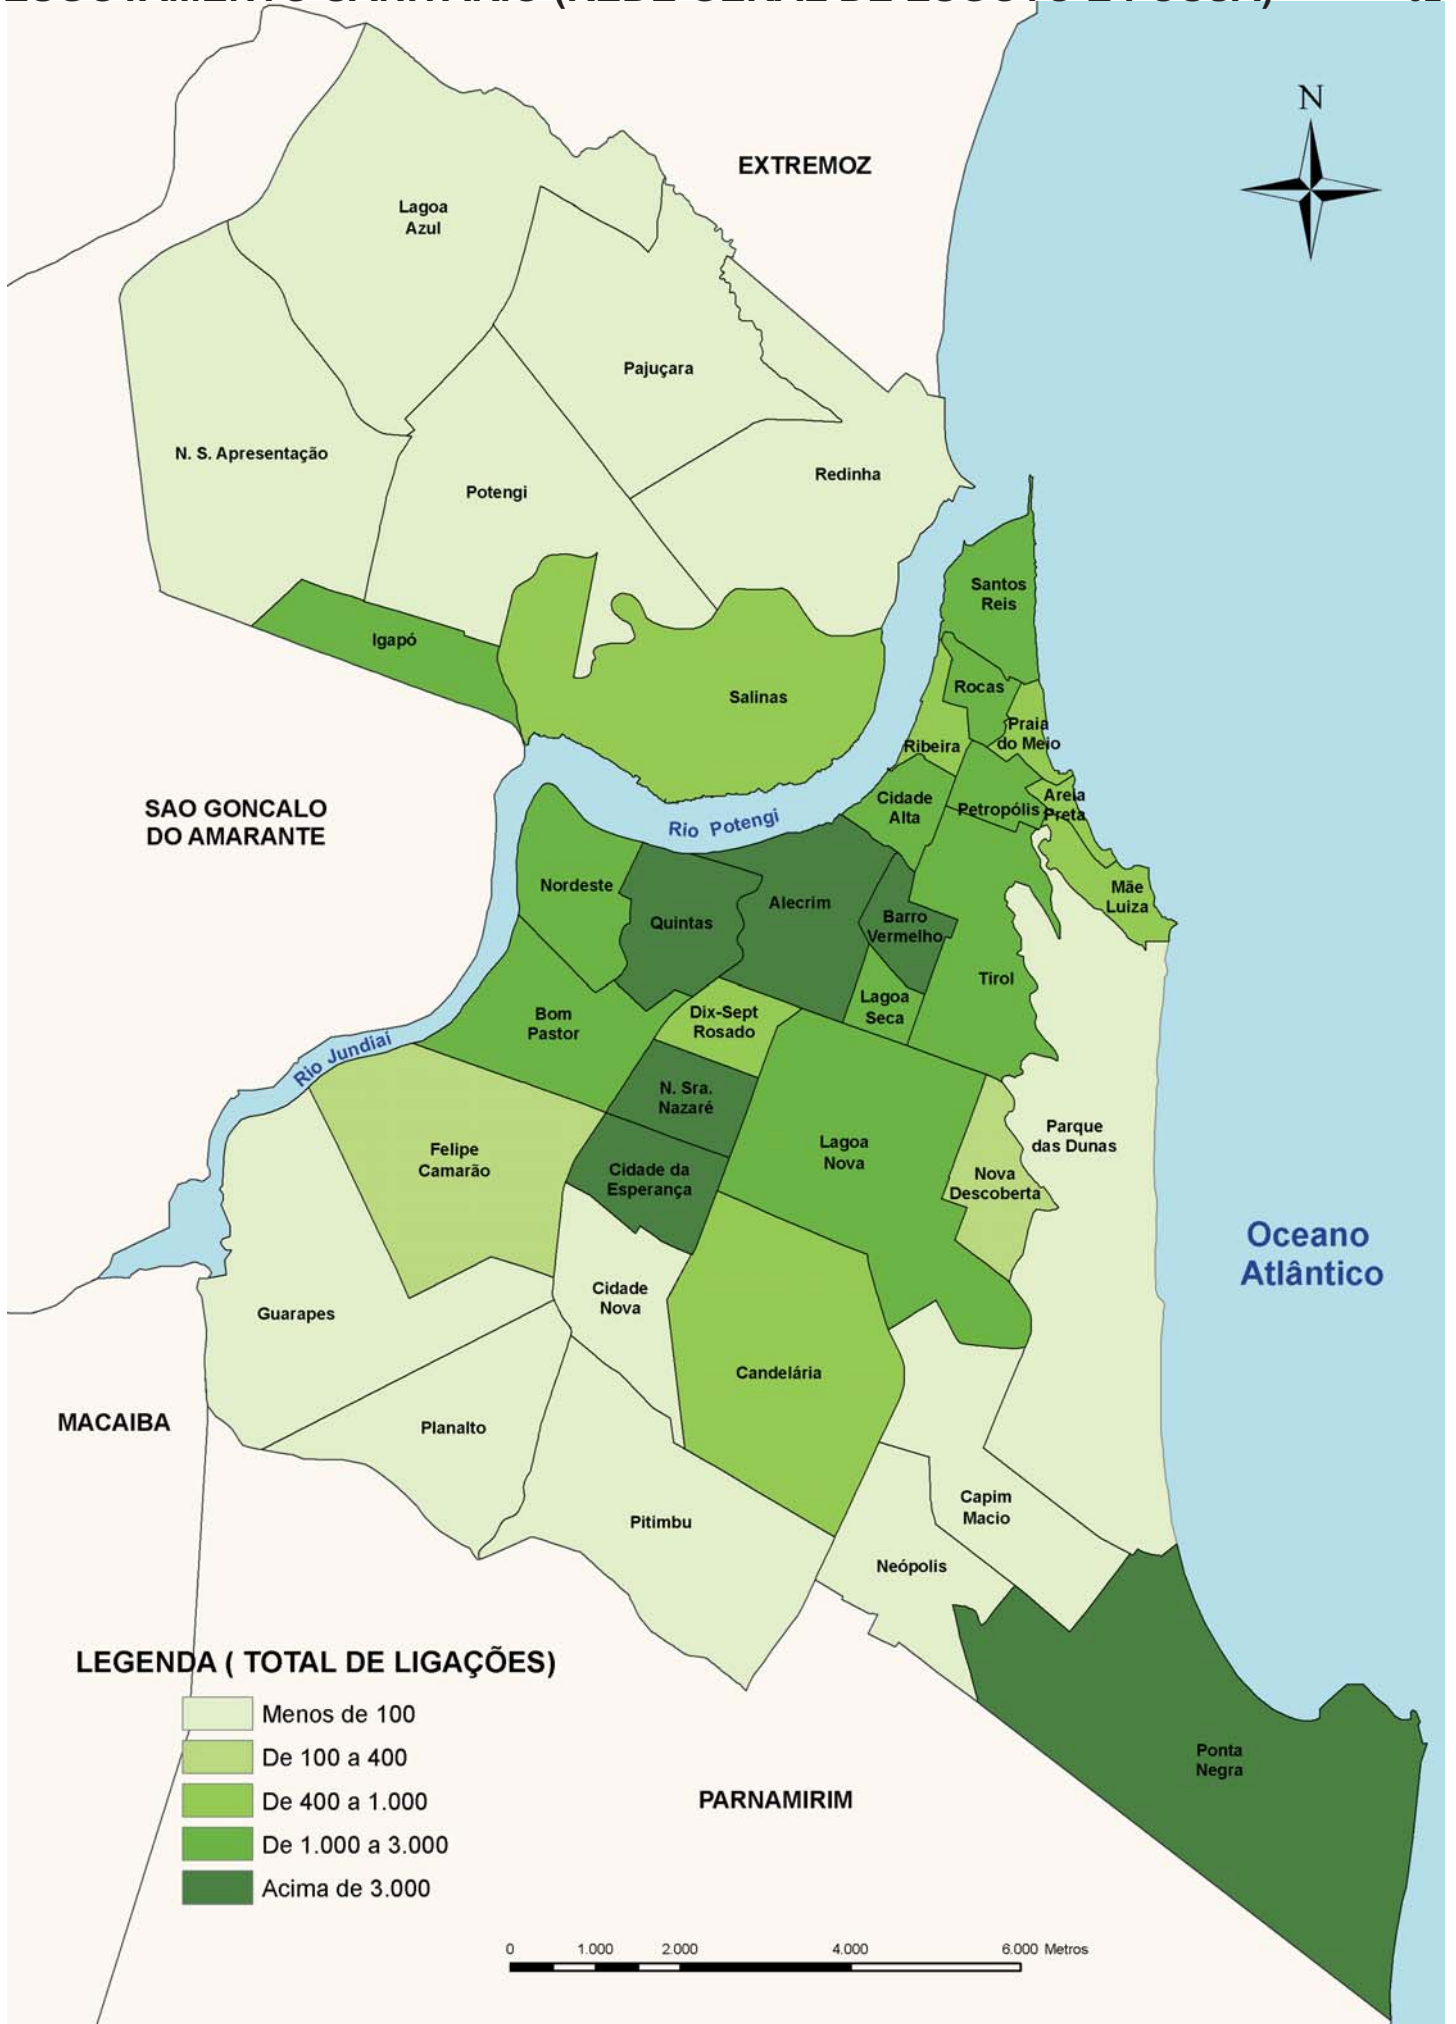 N
EXTREMOZ
Lagoa
Azul
Pajuçara
N. S. Apresentação
Redinha
Potengi
Santos
Reis
Igapó
Rocas
Salinas
Praia
do Meio
Ribeira
Areia
Preta
Cidade
Alta
Petropólis
SAO GONCALO
DO AMARANTE
Rio Potengi
Nordeste
Mãe
Luiza
Alecrim
Quintas
Barro
Vermelho
Tirol
Lagoa
Seca
Bom
Pastor
Dix-Sept
Rosado
Rio Jundiaí
N. Sra.
Nazaré
Parque
das Dunas
Lagoa
Nova
Felipe
Camarão
Cidade da
Esperança
Nova
Descoberta
Oceano
Atlântico
Cidade
Nova
Guarapes
Candelária
MACAIBA
Planalto
Capim
Macio
Pitimbu
Neópolis
LEGENDA ( TOTAL DE LIGAÇÕES)
Menos de 100
De 100 a 400
De 400 a 1.000
De 1.000 a 3.000
Acima de 3.000
Ponta
Negra
PARNAMIRIM
0 1.000 2.000 4.000 6.000 Metros